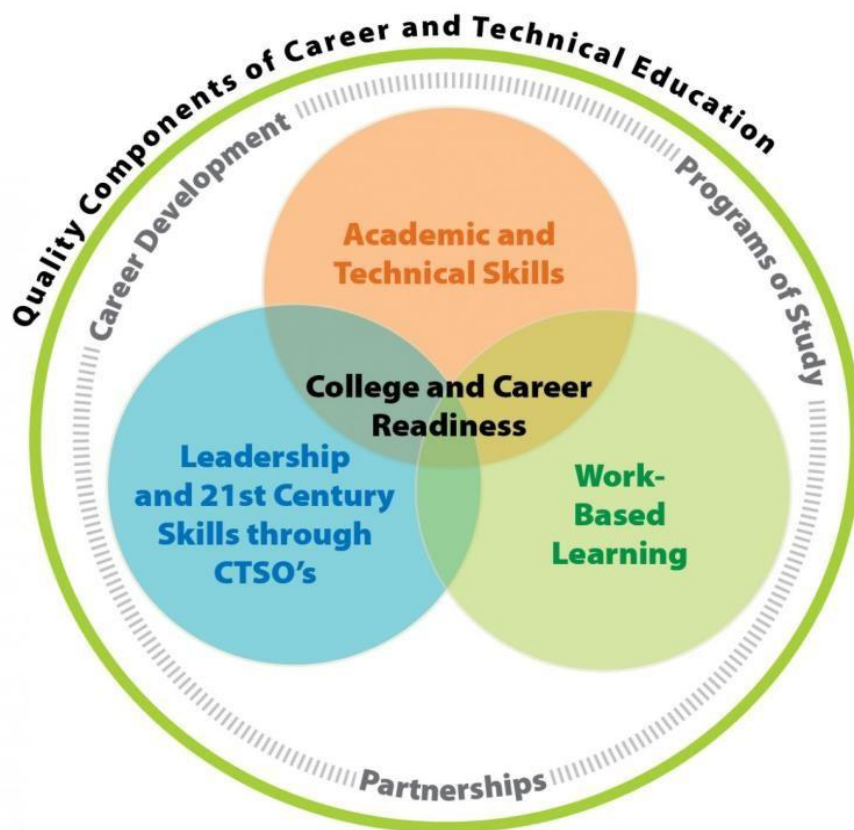 Quality Components of Career and Technical Education
Career Development
Programs of Study
Academic and
Technical Skills
College and Career
Readiness
Leadership
and 21st Century
Skills through
CTSO's
Work-
Based
Learning
Partnerships